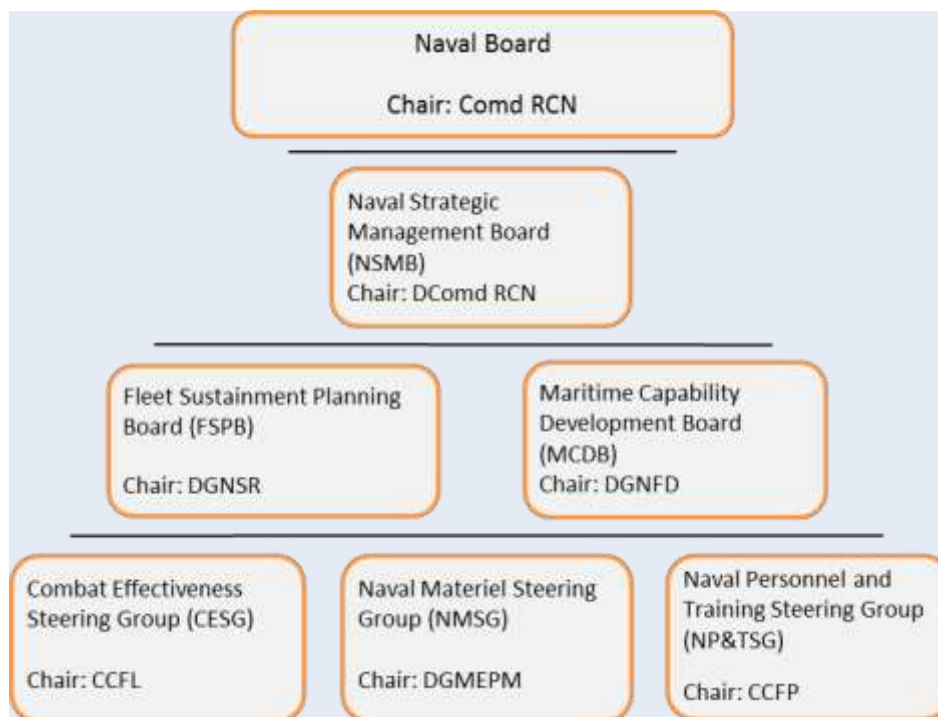 Naval Board
Chair: Comd RCN
Naval Strategic
Management Board
(NSMB)
Chair: DComd RCN
Fleet Sustainment Planning
Board (FSPB)
Chair: DGNSR
Maritime Capability
Development Board
(MCDB)
Chair: DGNFD
Combat Effectiveness
Steering Group (CESG)
Chair: CCFL
Naval Materiel Steering
Group (NMSG)
Chair: DGMEPM
Naval Personnel and
Training Steering Group
(NP&TSG)
Chair: CCFP